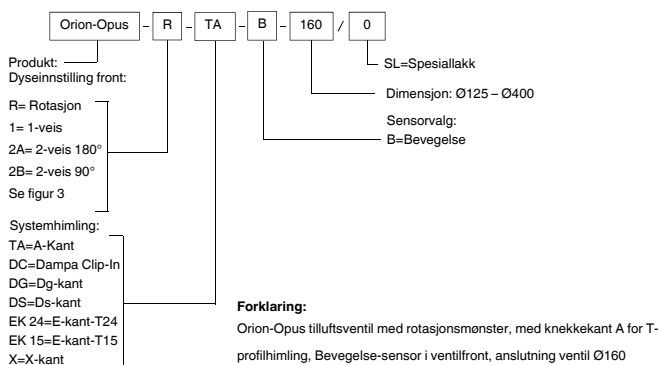 Orion-Opus - R - TA - B - 160 / 0
Produkt:
Dyseinnstilling front:
R= Rotasjon
1= 1-veis
2A= 2-veis 180°
2B= 2-veis 90°
Se figur 3
SL=Spesiallakk
Dimensjon: Ø125 – Ø400
Sensorvalg:
B=Bevegelse
Systemhimling:
TA=A-Kant
DC=Dampa Clip-In
DG=Dg-kant
DS=Ds-kant
EK 24=E-kant-T24
EK 15=E-kant-T15
X=X-kant
Forklaring:
Orion-Opus tilluftsventil med rotasjonsmønster, med knekkekant A for T-
profilhimling, Bevegelse-sensor i ventilfront, anslutning ventil Ø160